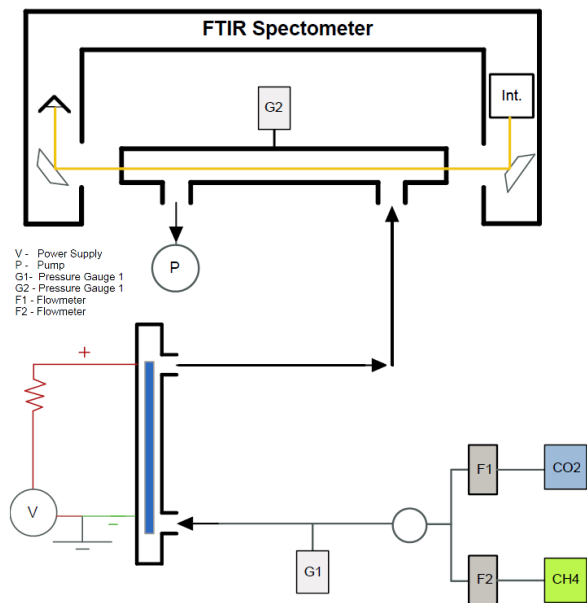 FTIR Spectometer
Int.
G2
P
V - Power Supply
P - Pump
G1- Pressure Gauge 1
G2 - Pressure Gauge 1
F1 - Flowmeter
F2 - Flowmeter
+
V
F1
CO2
G1
F2
CH4